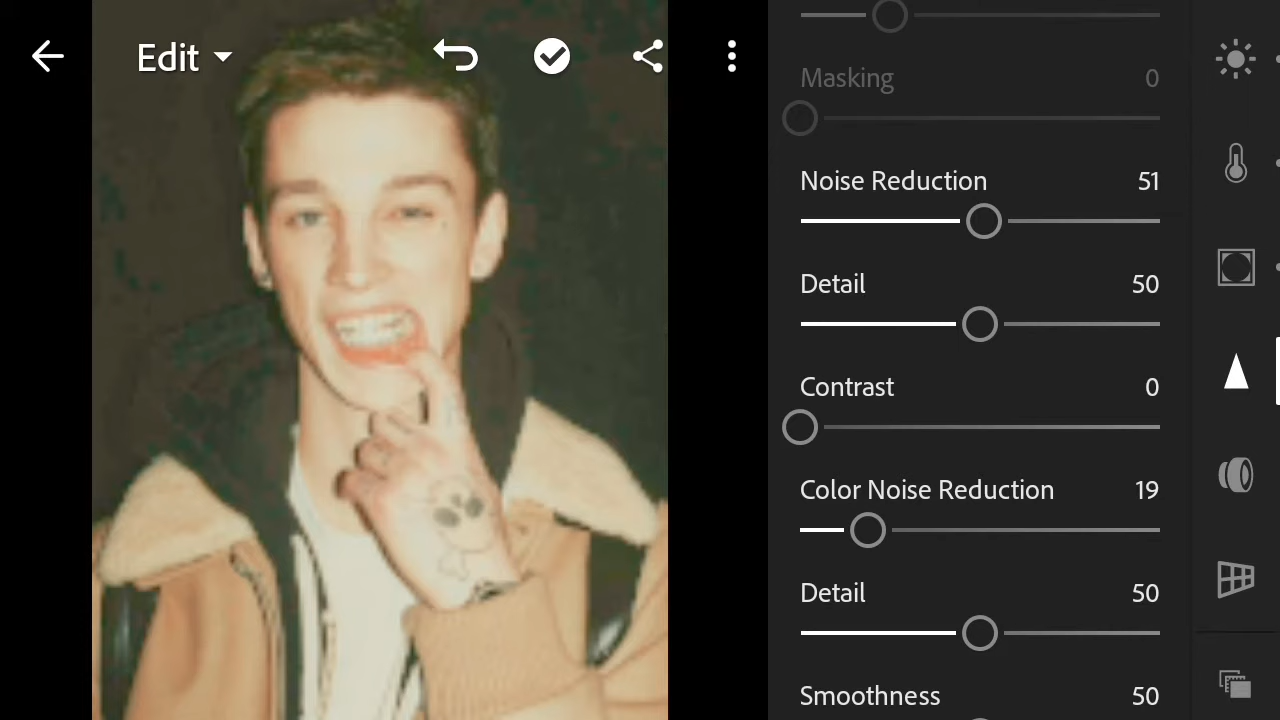 Edit
Masking 0
Noise Reduction 51
Detail 50
Contrast 0
Color Noise Reduction 19
Detail 50
Smoothness 50